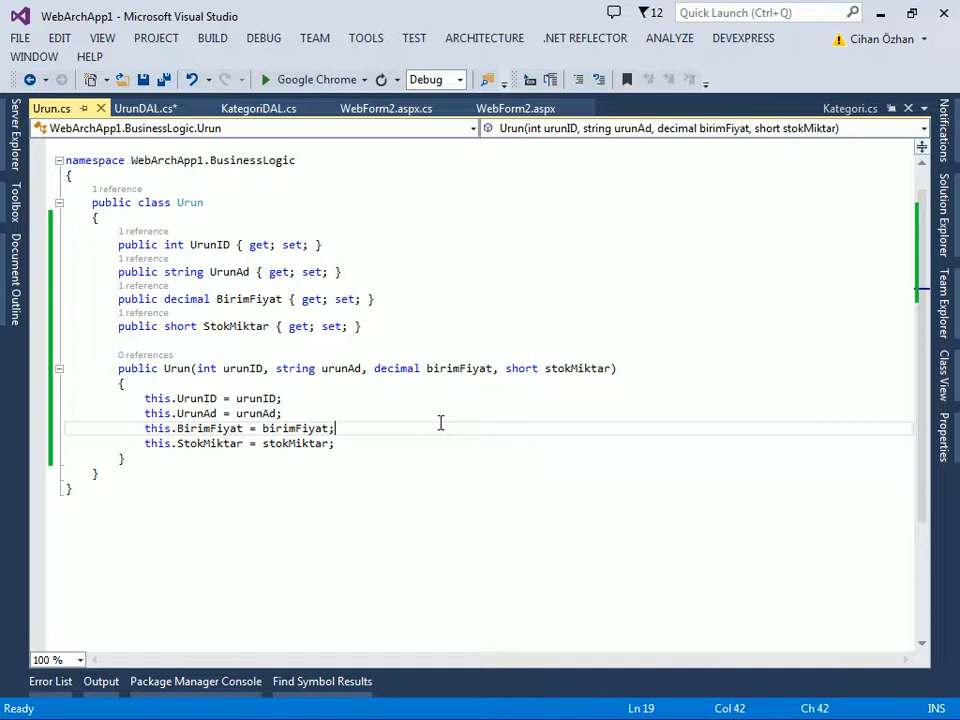 WebArchApp1 - Microsoft Visual Studio
12
Quick Launch (Ctrl+Q)
FILE EDIT VIEW PROJECT BUILD DEBUG TEAM TOOLS TEST ARCHITECTURE .NET REFLECTOR ANALYZE DEVEXPRESS
Cihan Özhan
WINDOW HELP
Google Chrome
Debug
Urun.cs UrunDAL.cs* KategoriDAL.cs WebForm2.aspx.cs WebForm2.aspx Kategori.cs
WebArchApp1.BusinessLogic.Urun
Urun(int urunID, string urunAd, decimal birimFiyat, short stokMiktar)
Server Explorer
Toolbox
Document Outline
namespace WebArchApp1.BusinessLogic
{
1 reference
public class Urun
{
1 reference
public int UrunID { get; set; }
1 reference
public string UrunAd { get; set; }
1 reference
public decimal BirimFiyat { get; set; }
1 reference
public short StokMiktar { get; set; }
0 references
public Urun(int urunID, string urunAd, decimal birimFiyat, short stokMiktar)
{
this.UrunID = urunID;
this.UrunAd = urunAd;
this.BirimFiyat = birimFiyat;
this.StokMiktar = stokMiktar;
}
}
}
Notifications
Solution Explorer
Team Explorer
Class View
Properties
100 %
Error List Output Package Manager Console Find Symbol Results
Ready Ln 19 Col 42 Ch 42 INS